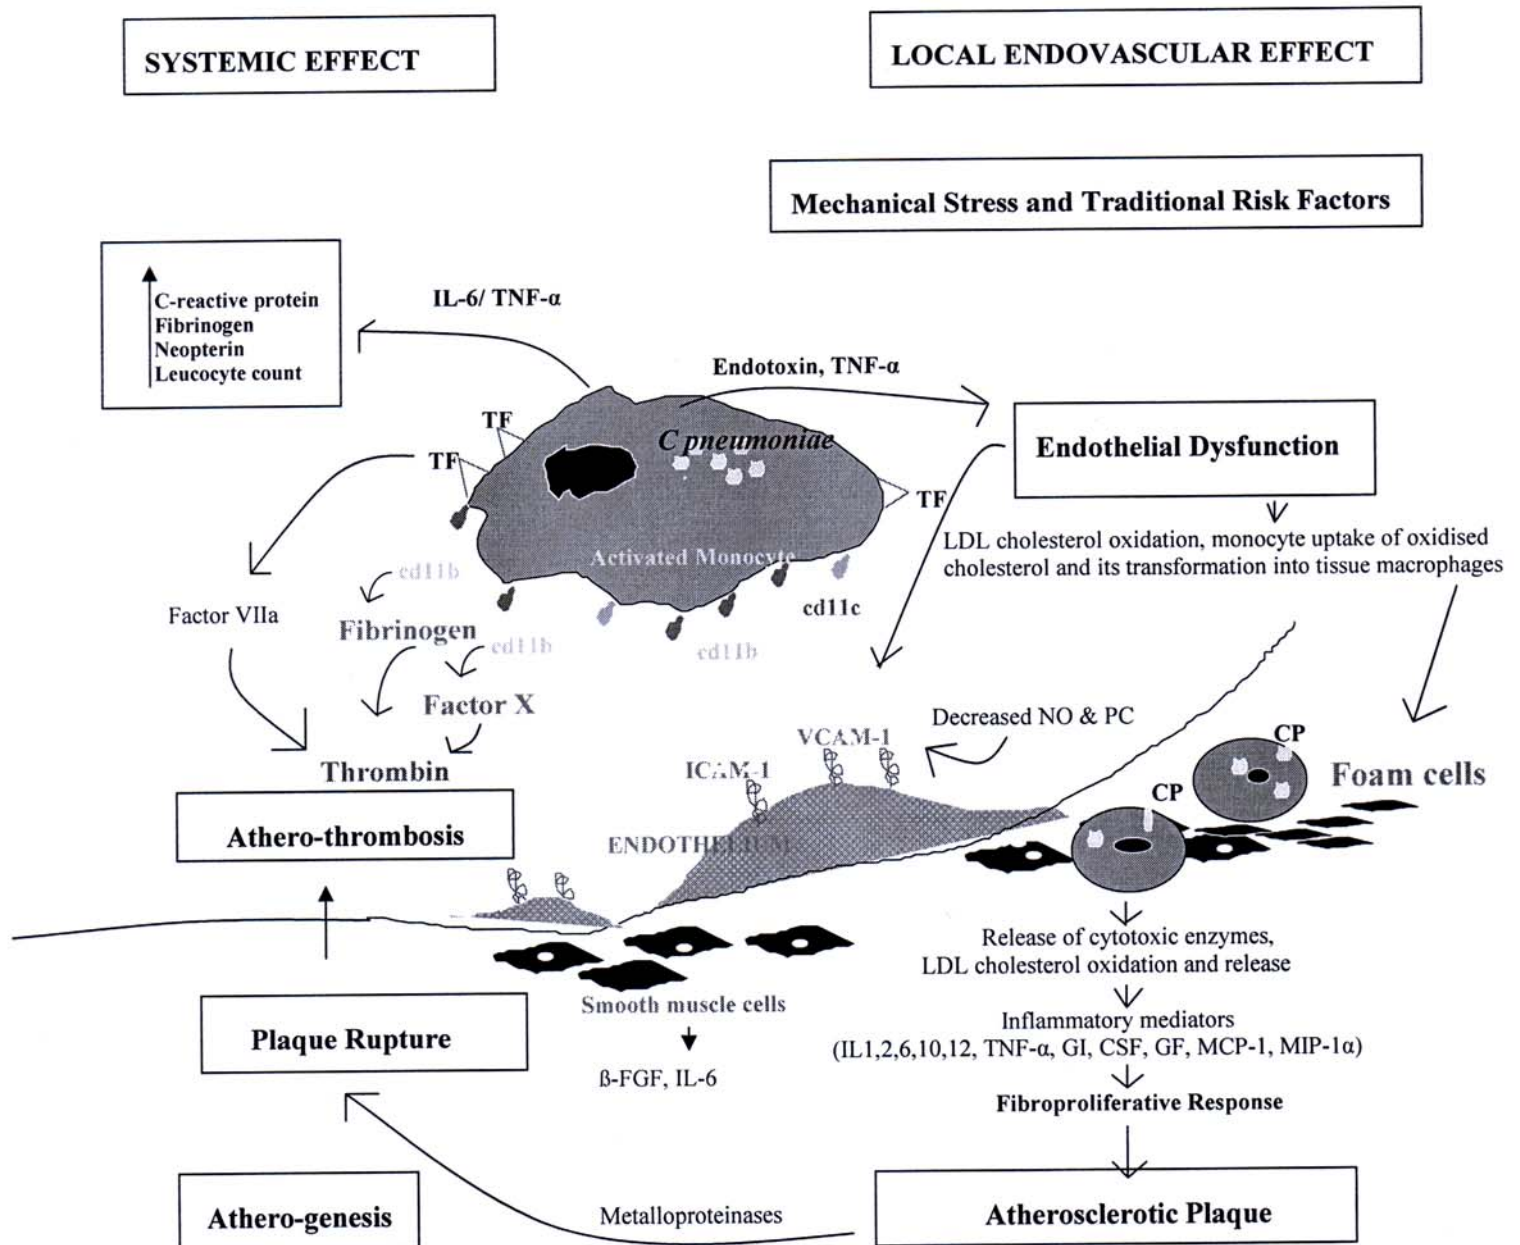 SYSTEMIC EFFECT
LOCAL ENDOVASCULAR EFFECT
Mechanical Stress and Traditional Risk Factors
C-reactive protein
Fibrinogen
Neopterin
Leucocyte count
IL-6/ TNF-α
Endotoxin, TNF-α
TF
TF
TF
C pneumoniae
Activated Monocyte
Endothelial Dysfunction
LDL cholesterol oxidation, monocyte uptake of oxidised
cholesterol and its transformation into tissue macrophages
cd11b
cd11c
Factor VIIa
Fibrinogen
cd11b
cd11b
Factor X
Thrombin
Decreased NO & PC
VCAM-1
ICAM-1
ENDOTHELIUM
CP
CP
Foam cells
Athero-thrombosis
Smooth muscle cells
ß-FGF, IL-6
Release of cytotoxic enzymes,
LDL cholesterol oxidation and release
Inflammatory mediators
(IL1,2,6,10,12, TNF-α, GI, CSF, GF, MCP-1, MIP-1α)
Fibroproliferative Response
Plaque Rupture
Athero-genesis
Metalloproteinases
Atherosclerotic Plaque